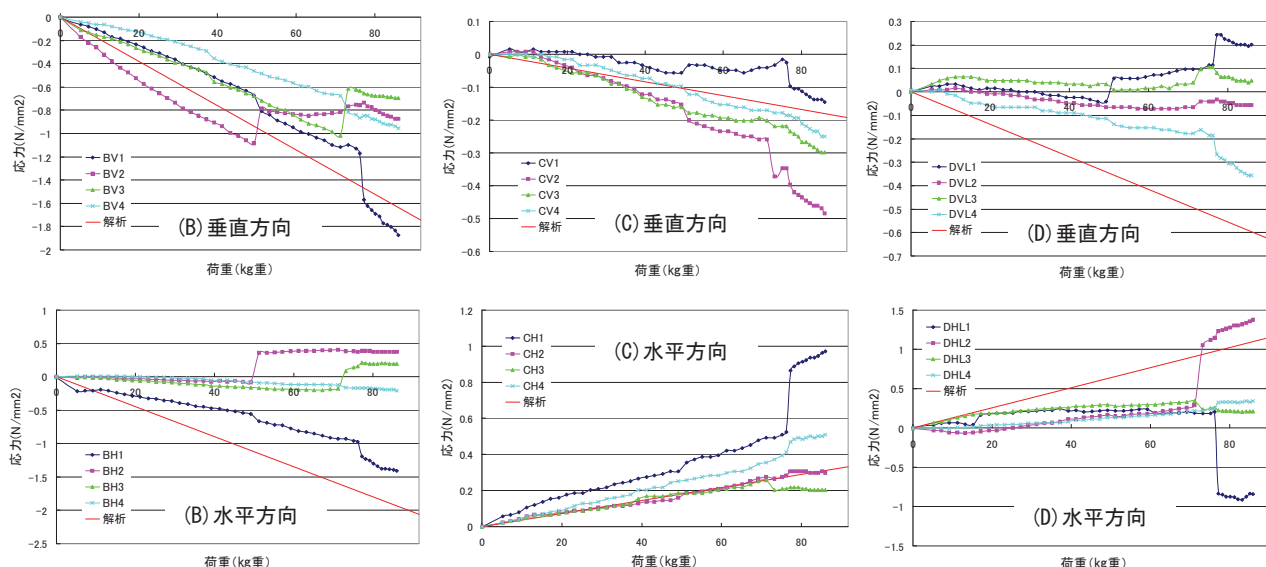 0
-0.2
-0.4
-0.6
-0.8
-1
-1.2
-1.4
-1.6
-1.8
-2
0 20 40 60 80
応力(N/mm2)
BV1
BV2
BV3
BV4
解析
(B)垂直方向
荷重(kg重)
0.1
0
-0.1
-0.2
-0.3
-0.4
-0.5
-0.6
0 20 40 60 80
応力(N/mm2)
CV1
CV2
CV3
CV4
解析
(C)垂直方向
荷重(kg重)
0.3
0.2
0.1
0
-0.1
-0.2
-0.3
-0.4
-0.5
-0.6
-0.7
0 20 40 60 80
応力(N/mm2)
DVL1
DVL2
DVL3
DVL4
解析
(D)垂直方向
荷重(kg重)
1
0.5
0
-0.5
-1
-1.5
-2
-2.5
0 20 40 60 80
応力(N/mm2)
BH1
BH2
BH3
BH4
解析
(B)水平方向
荷重(kg重)
1.2
1
0.8
0.6
0.4
0.2
0
0 20 40 60 80
応力(N/mm2)
CH1
CH2
CH3
CH4
解析
(C)水平方向
荷重(kg重)
1.5
1
0.5
0
-0.5
-1
-1.5
0 20 40 60 80
応力(N/mm2)
DHL1
DHL2
DHL3
DHL4
解析
(D)水平方向
荷重(kg重)